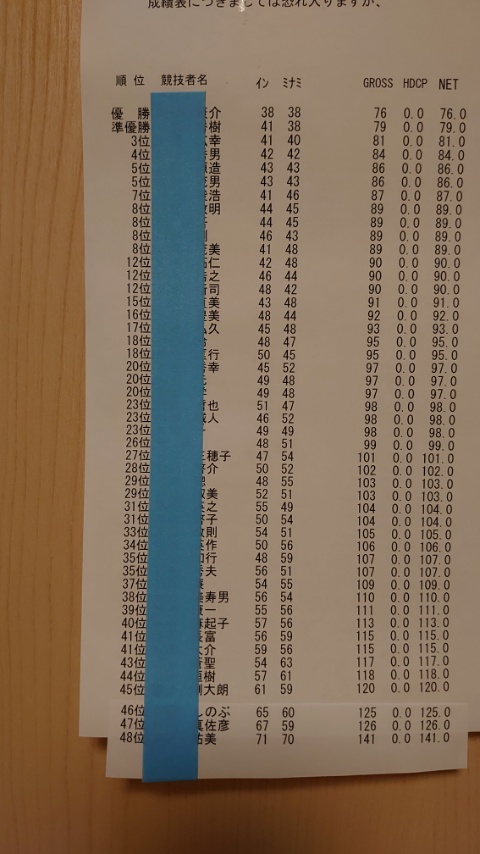 成績表につきましては恐れ入りますが、
順 位 競技者名 イン ミナミ GROSS HDCP NET
優 勝 介 38 38 76 0.0 76.0
準優勝 樹 41 38 79 0.0 79.0
3位 幸 41 40 81 0.0 81.0
4位 男 42 42 84 0.0 84.0
5位 造 43 43 86 0.0 86.0
5位 男 43 43 86 0.0 86.0
7位 浩 41 46 87 0.0 87.0
8位 明 44 45 89 0.0 89.0
8位 44 45 89 0.0 89.0
8位 46 43 89 0.0 89.0
8位 美 41 48 89 0.0 89.0
12位 仁 42 48 90 0.0 90.0
12位 之 46 44 90 0.0 90.0
12位 司 48 42 90 0.0 90.0
15位 美 43 48 91 0.0 91.0
16位 美 48 44 92 0.0 92.0
17位 久 45 48 93 0.0 93.0
18位 48 47 95 0.0 95.0
18位 行 50 45 95 0.0 95.0
20位 幸 45 52 97 0.0 97.0
20位 49 48 97 0.0 97.0
20位 49 48 97 0.0 97.0
23位 也 51 47 98 0.0 98.0
23位 人 46 52 98 0.0 98.0
23位 49 49 98 0.0 98.0
26位 48 51 99 0.0 99.0
27位 穂子 47 54 101 0.0 101.0
28位 介 50 52 102 0.0 102.0
29位 48 55 103 0.0 103.0
29位 美 52 51 103 0.0 103.0
31位 之 55 49 104 0.0 104.0
31位 子 50 54 104 0.0 104.0
33位 則 54 51 105 0.0 105.0
34位 作 50 56 106 0.0 106.0
35位 行 48 59 107 0.0 107.0
35位 夫 56 51 107 0.0 107.0
37位 54 55 109 0.0 109.0
38位 寿男 56 54 110 0.0 110.0
39位 一 55 56 111 0.0 111.0
40位 起子 57 56 113 0.0 113.0
41位 富 56 59 115 0.0 115.0
41位 介 59 56 115 0.0 115.0
43位 聖 54 63 117 0.0 117.0
44位 樹 57 61 118 0.0 118.0
45位 大朗 61 59 120 0.0 120.0
46位 のぶ 65 60 125 0.0 125.0
47位 佐彦 67 59 126 0.0 126.0
48位 美 71 70 141 0.0 141.0